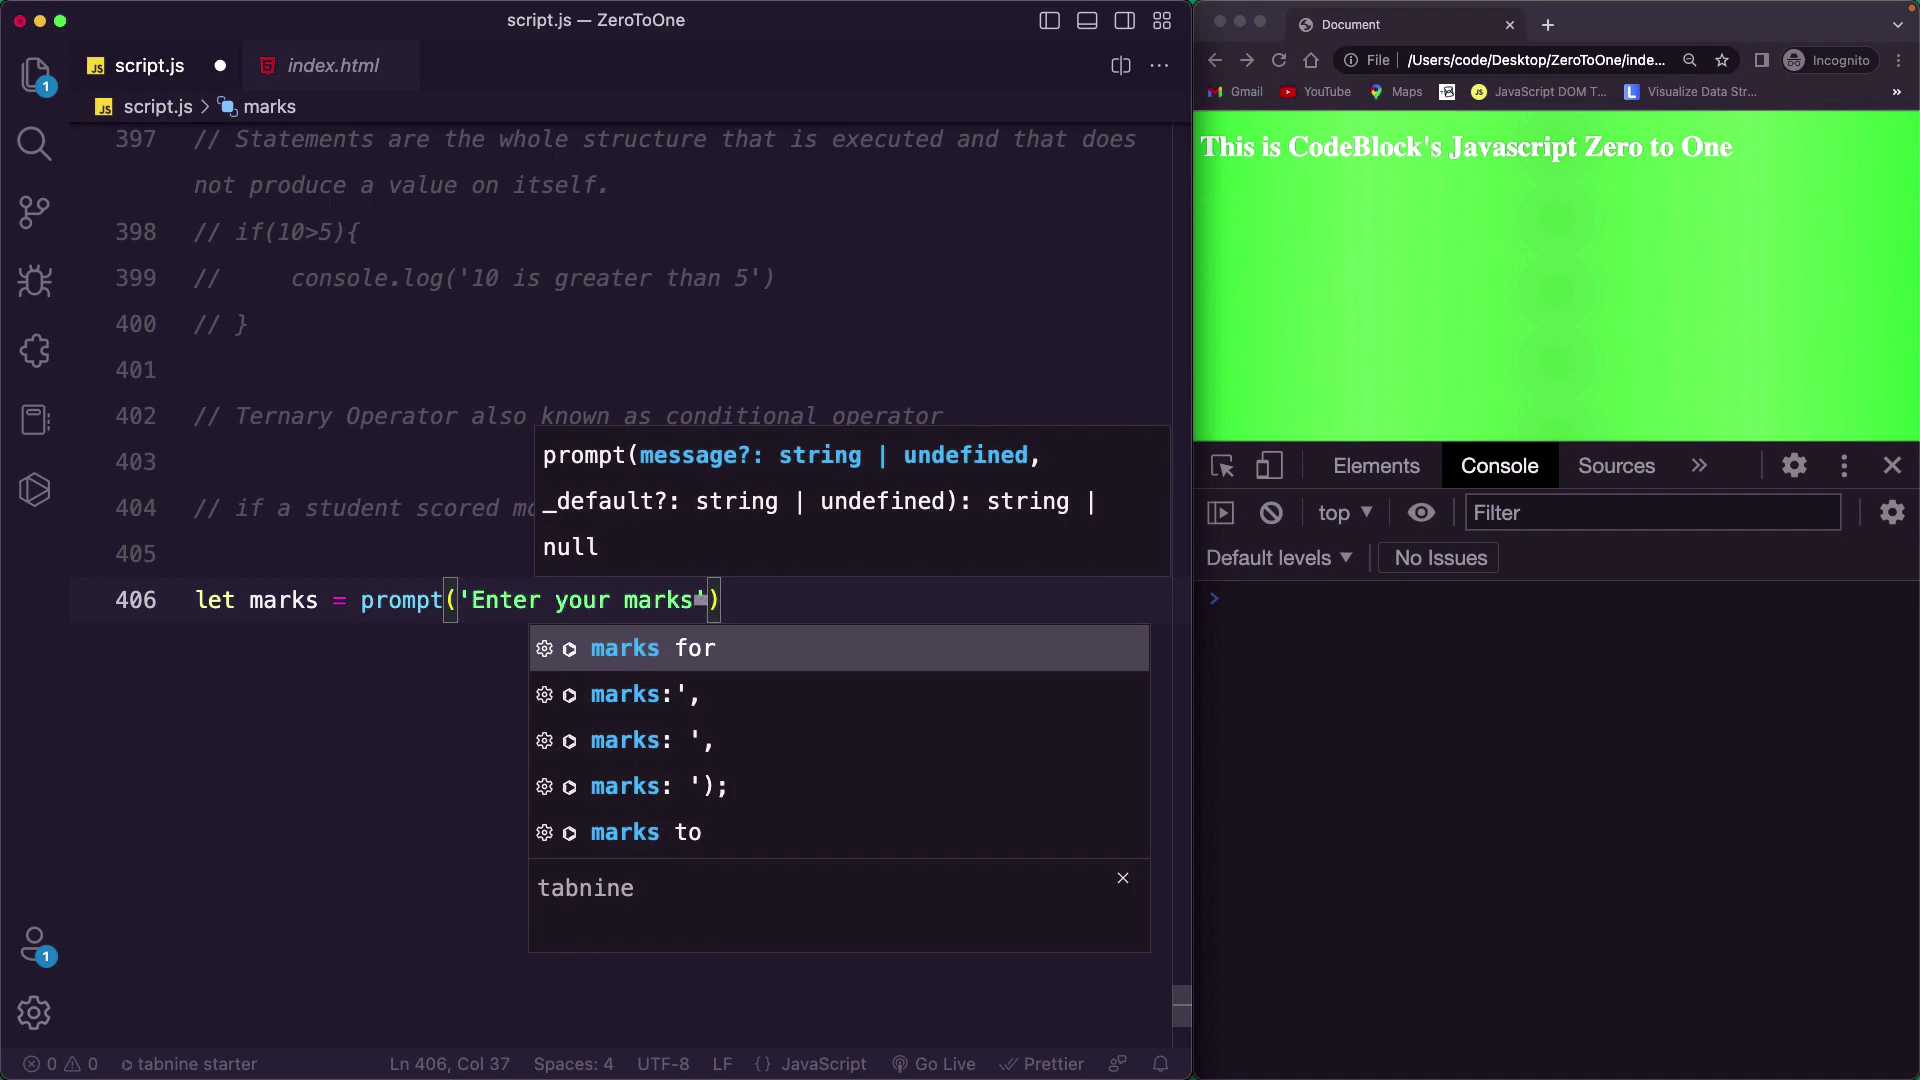 script.js — ZeroToOne
script.js
index.html
script.js > marks
397 // Statements are the whole structure that is executed and that does
not produce a value on itself.
398 // if(10>5){
399 //     console.log('10 is greater than 5')
400 // }
401
402 // Ternary Operator also known as conditional operator
403
404 // if a student scored
405
406 let marks = prompt('Enter your marks')
prompt(message?: string | undefined,
_default?: string | undefined): string |
null
marks for
marks:',
marks: ',
marks: ');
marks to
tabnine
1
1
0 0 tabnine starter Ln 406, Col 37 Spaces: 4 UTF-8 LF {} JavaScript Go Live Prettier
Document
File /Users/code/Desktop/ZeroToOne/inde... Incognito
Gmail YouTube Maps JavaScript DOM T... Visualize Data Str... »
This is CodeBlock's Javascript Zero to One
Elements Console Sources »
top Filter
Default levels No Issues
>